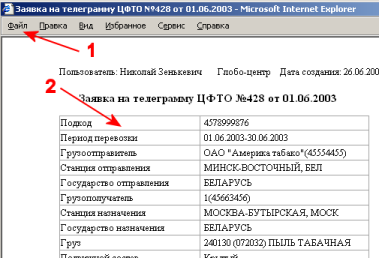 Заявка на телеграмму ЦФТО №428 от 01.06.2003 - Microsoft Internet Explorer
Файл Правка Вид Избранное Сервис Справка
1
Пользователь: Николай Зенькевич Глобо-центр Дата создания: 26.06.200
2
Заявка на телеграмму ЦФТО №428 от 01.06.2003
Подкод 4578999876
Период перевозки 01.06.2003-30.06.2003
Грузоотправитель ОАО "Америка табако"(45554455)
Станция отправления МИНСК-ВОСТОЧНЫЙ, БЕЛ
Государство отправления БЕЛАРУСЬ
Грузополучатель 1(45663456)
Станция назначения МОСКВА-БУТЫРСКАЯ, МОСК
Государство назначения БЕЛАРУСЬ
Груз 240130 (072032) ПЫЛЬ ТАБАЧНАЯ